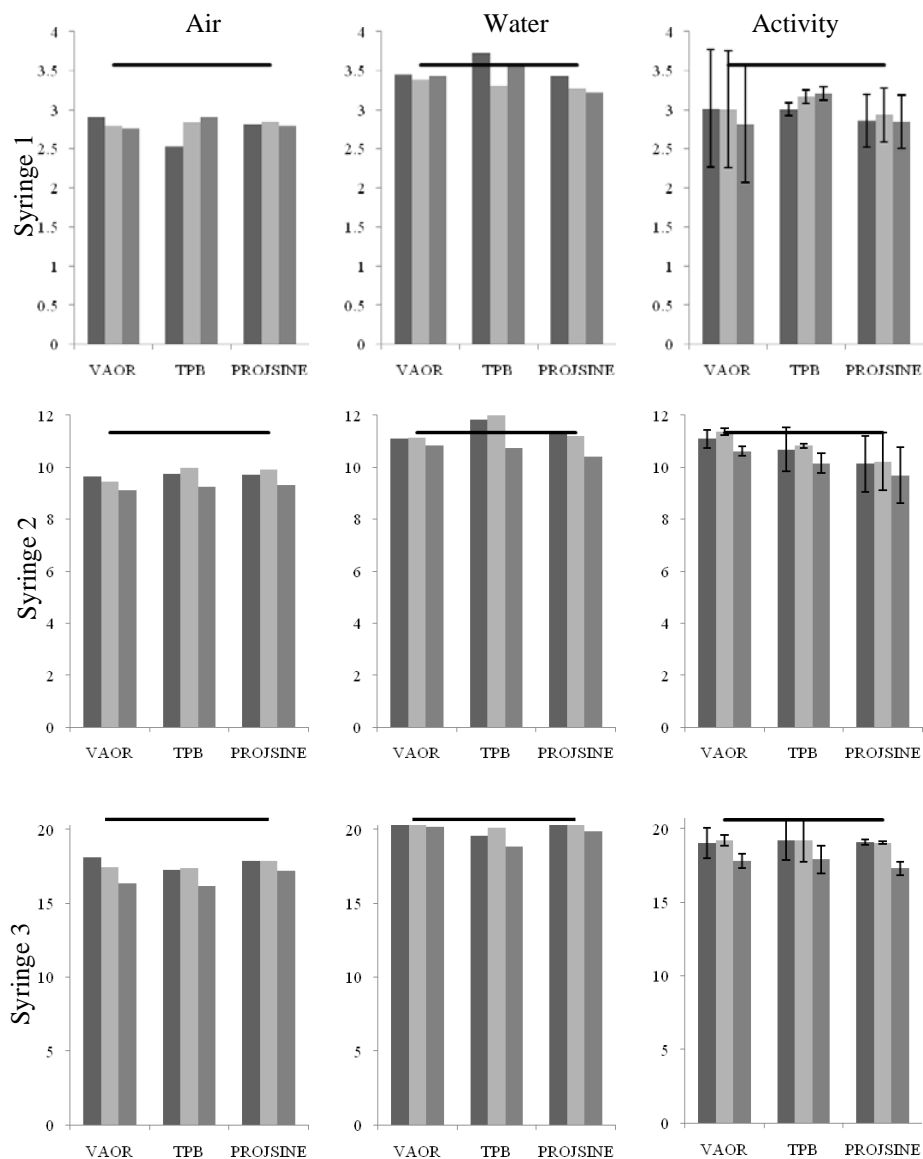 Air Water Activity
Syringe 1
4 4 4
3.5 3.5 3.5
3 3 3
2.5 2.5 2.5
2 2 2
1.5 1.5 1.5
1 1 1
0.5 0.5 0.5
0 0 0
VAOR TPB PROJSINE VAOR TPB PROJSINE VAOR TPB PROJSINE
Syringe 2
12 12 12
10 10 10
8 8 8
6 6 6
4 4 4
2 2 2
0 0 0
VAOR TPB PROJSINE VAOR TPB PROJSINE VAOR TPB PROJSINE
Syringe 3
20 20 20
15 15 15
10 10 10
5 5 5
0 0 0
VAOR TPB PROJSINE VAOR TPB PROJSINE VAOR TPB PROJSINE